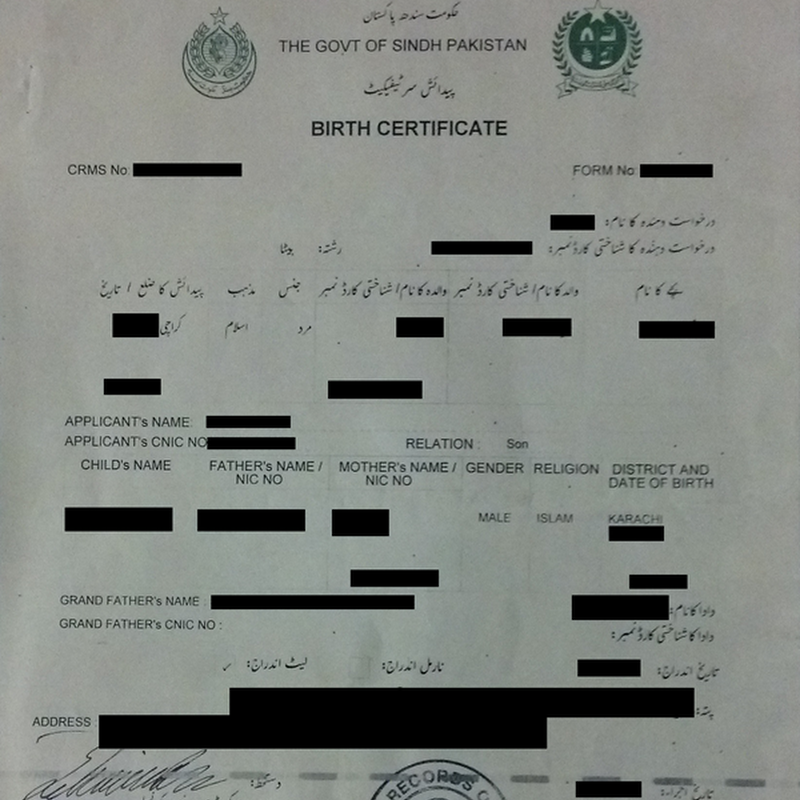 حکومت سندھ پاکستان
THE GOVT OF SINDH PAKISTAN
پیدائش سرٹیفیکیٹ
BIRTH CERTIFICATE
CRMS No: FORM No
درخواست دہندہ کا نام:
درخواست دہندہ کا شناختی کارڈ نمبر: رشتہ: بیٹا
بچے کا نام والد کا نام/ شناختی کارڈ نمبر والدہ کا نام/ شناختی کارڈ نمبر جنس مذہب پیدائش کا ضلع / تاریخ
مرد اسلام کراچی
APPLICANT's NAME:
APPLICANT's CNIC NO RELATION : Son
CHILD's NAME FATHER's NAME / MOTHER's NAME / GENDER RELIGION DISTRICT AND
NIC NO NIC NO DATE OF BIRTH
MALE ISLAM KARACHI
GRAND FATHER's NAME : دادا کا نام:
GRAND FATHER's CNIC NO : دادا کا شناختی کارڈ نمبر:
تاریخ اندراج: نارمل اندراج: لیٹ اندراج: ✓
پتہ:
ADDRESS :
دستخط: RECORDS O
تاریخ اجراء: